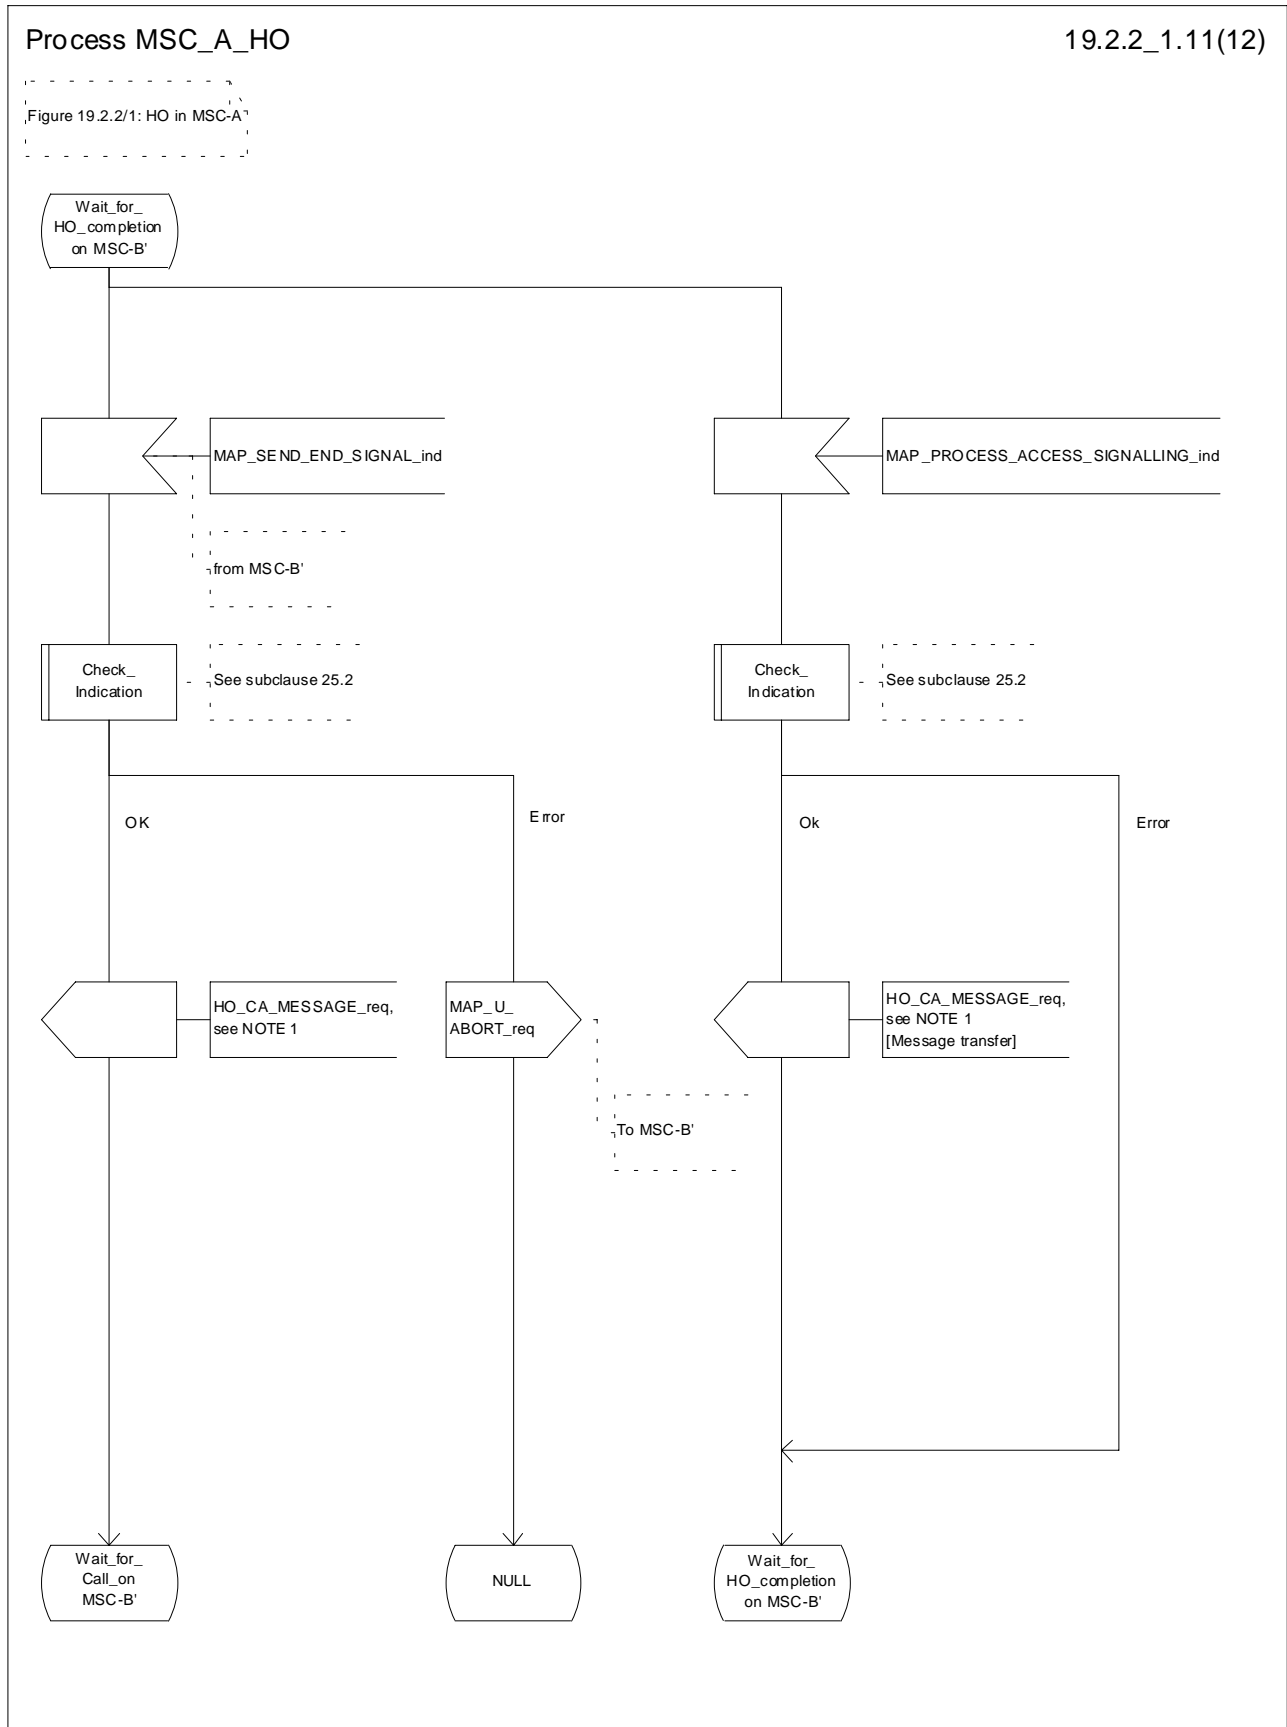 Process MSC_A_HO
19.2.2_1.11(12)
Figure 19.2.2/1: HO in MSC-A
Wait_for_
HO_completion
on MSC-B'
MAP_SEND_END_SIGNAL_ind
MAP_PROCESS_ACCESS_SIGNALLING_ind
from MSC-B'
Check_
Indication
See subclause 25.2
Check_
Indication
See subclause 25.2
OK
Error
Ok
Error
HO_CA_MESSAGE_req,
see NOTE 1
MAP_U_
ABORT_req
HO_CA_MESSAGE_req,
see NOTE 1
[Message transfer]
To MSC-B'
Wait_for_
Call_on
MSC-B'
NULL
Wait_for_
HO_completion
on MSC-B'